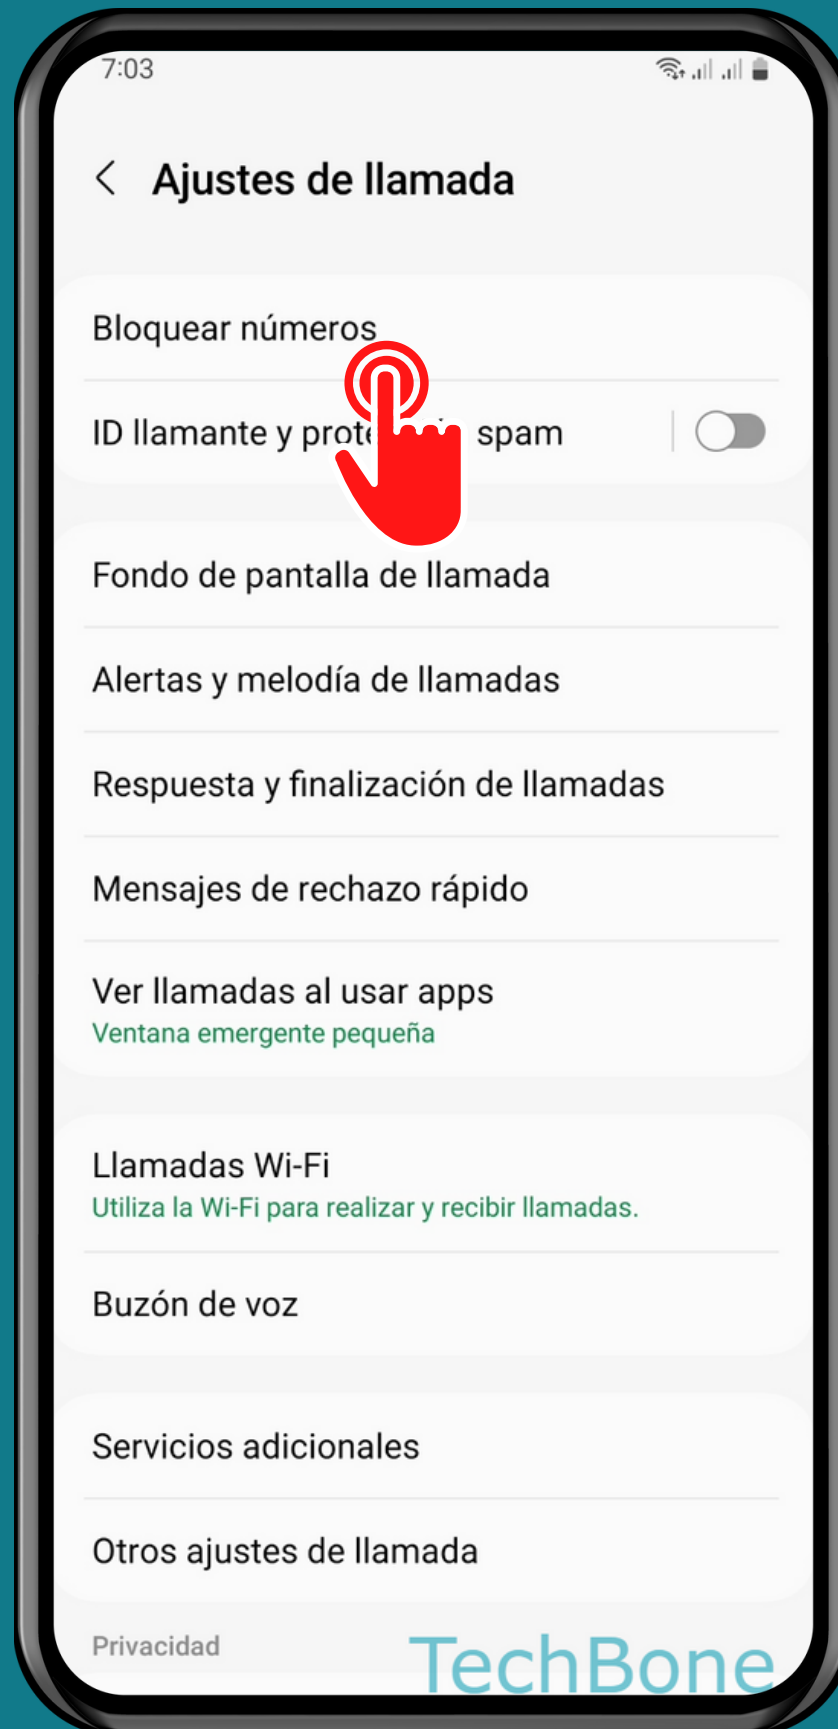 7:03
Ajustes de llamada
Bloquear números
ID llamante y spam
Fondo de pantalla de llamada
Alertas y melodía de llamadas
Respuesta y finalización de llamadas
Mensajes de rechazo rápido
Ver llamadas al usar apps
Ventana emergente pequeña
Llamadas Wi-Fi
Utiliza la Wi-Fi para realizar y recibir llamadas.
Buzón de voz
Servicios adicionales
Otros ajustes de llamada
Privacidad
TechBone